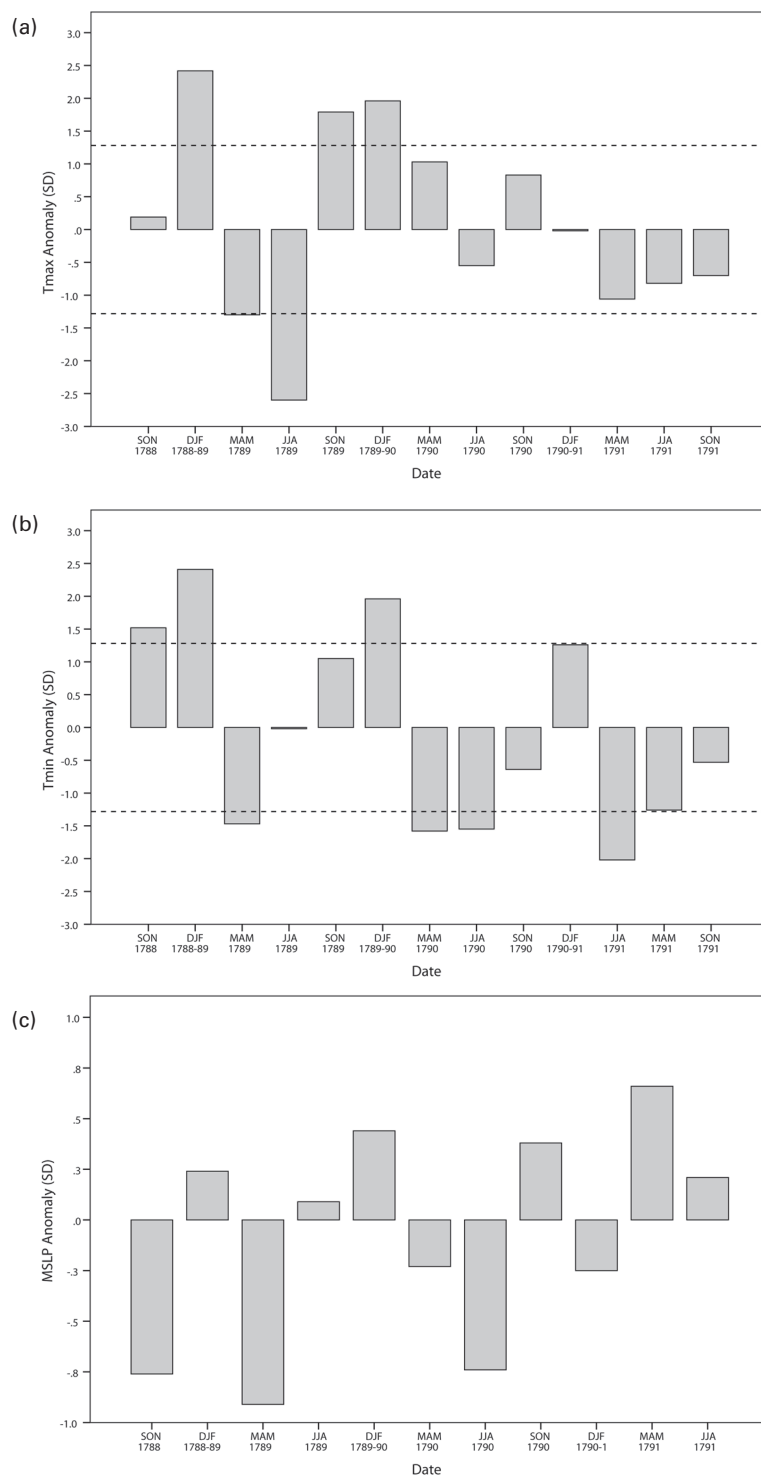 (a)
3.0
2.5
2.0
1.5
1.0
.5
.0
-.5
-1.0
-1.5
-2.0
-2.5
-3.0
Tmax Anomaly (SD)
SON DJF MAM JJA SON DJF MAM JJA SON DJF MAM JJA SON
1788 1788-89 1789 1789 1789 1789-90 1790 1790 1790 1790-91 1791 1791 1791
Date
(b)
3.0
2.5
2.0
1.5
1.0
0.5
0.0
-0.5
-1.0
-1.5
-2.0
-2.5
-3.0
Tmin Anomaly (SD)
SON DJF MAM JJA SON DJF MAM JJA SON DJF JJA MAM SON
1788 1788-89 1789 1789 1789 1789-90 1790 1790 1790 1790-91 1791 1791 1791
Date
(c)
1.0
.8
.5
.3
.0
-.3
-.5
-.8
-1.0
MSLP Anomaly (SD)
SON DJF MAM JJA DJF MAM JJA SON DJF MAM JJA
1788 1788-89 1789 1789 1789-90 1790 1790 1790 1790-1 1791 1791
Date